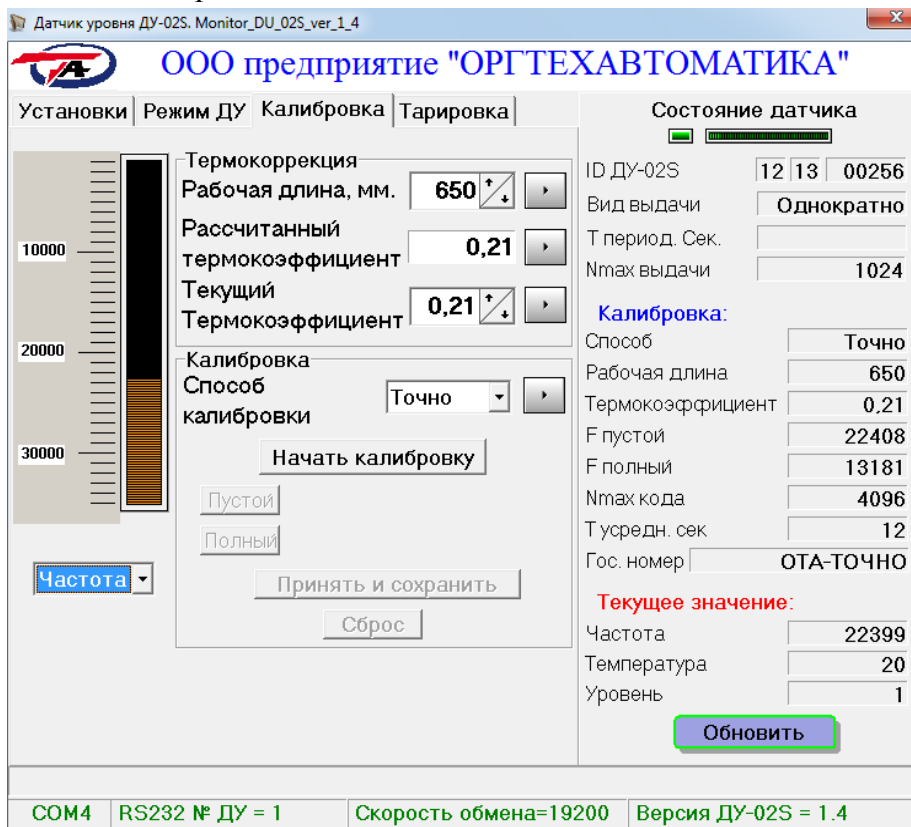 Датчик уровня ДУ-02S. Monitor_DU_02S_ver_1_4
x
ТА
ООО предприятие "ОРГТЕХАВТОМАТИКА"
Установки Режим ДУ Калибровка Тарировка
Состояние датчика
10000
20000
30000
Частота
Термокоррекция
Рабочая длина, мм. 650
Рассчитанный
термокоэффициент 0,21
Текущий
Термокоэффициент 0,21
Калибровка
Способ
калибровки Точно
Начать калибровку
Пустой
Полный
Принять и сохранить
Сброс
ID ДУ-02S 12 13 00256
Вид выдачи Однократно
Т период. Сек.
Nmax выдачи 1024
Калибровка:
Способ Точно
Рабочая длина 650
Термокоэффициент 0,21
F пустой 22408
F полный 13181
Nmax кода 4096
Т усредн. сек 12
Гос. номер ОТА-ТОЧНО
Текущее значение:
Частота 22399
Температура 20
Уровень 1
Обновить
COM4 RS232 № ДУ = 1 Скорость обмена=19200 Версия ДУ-02S = 1.4